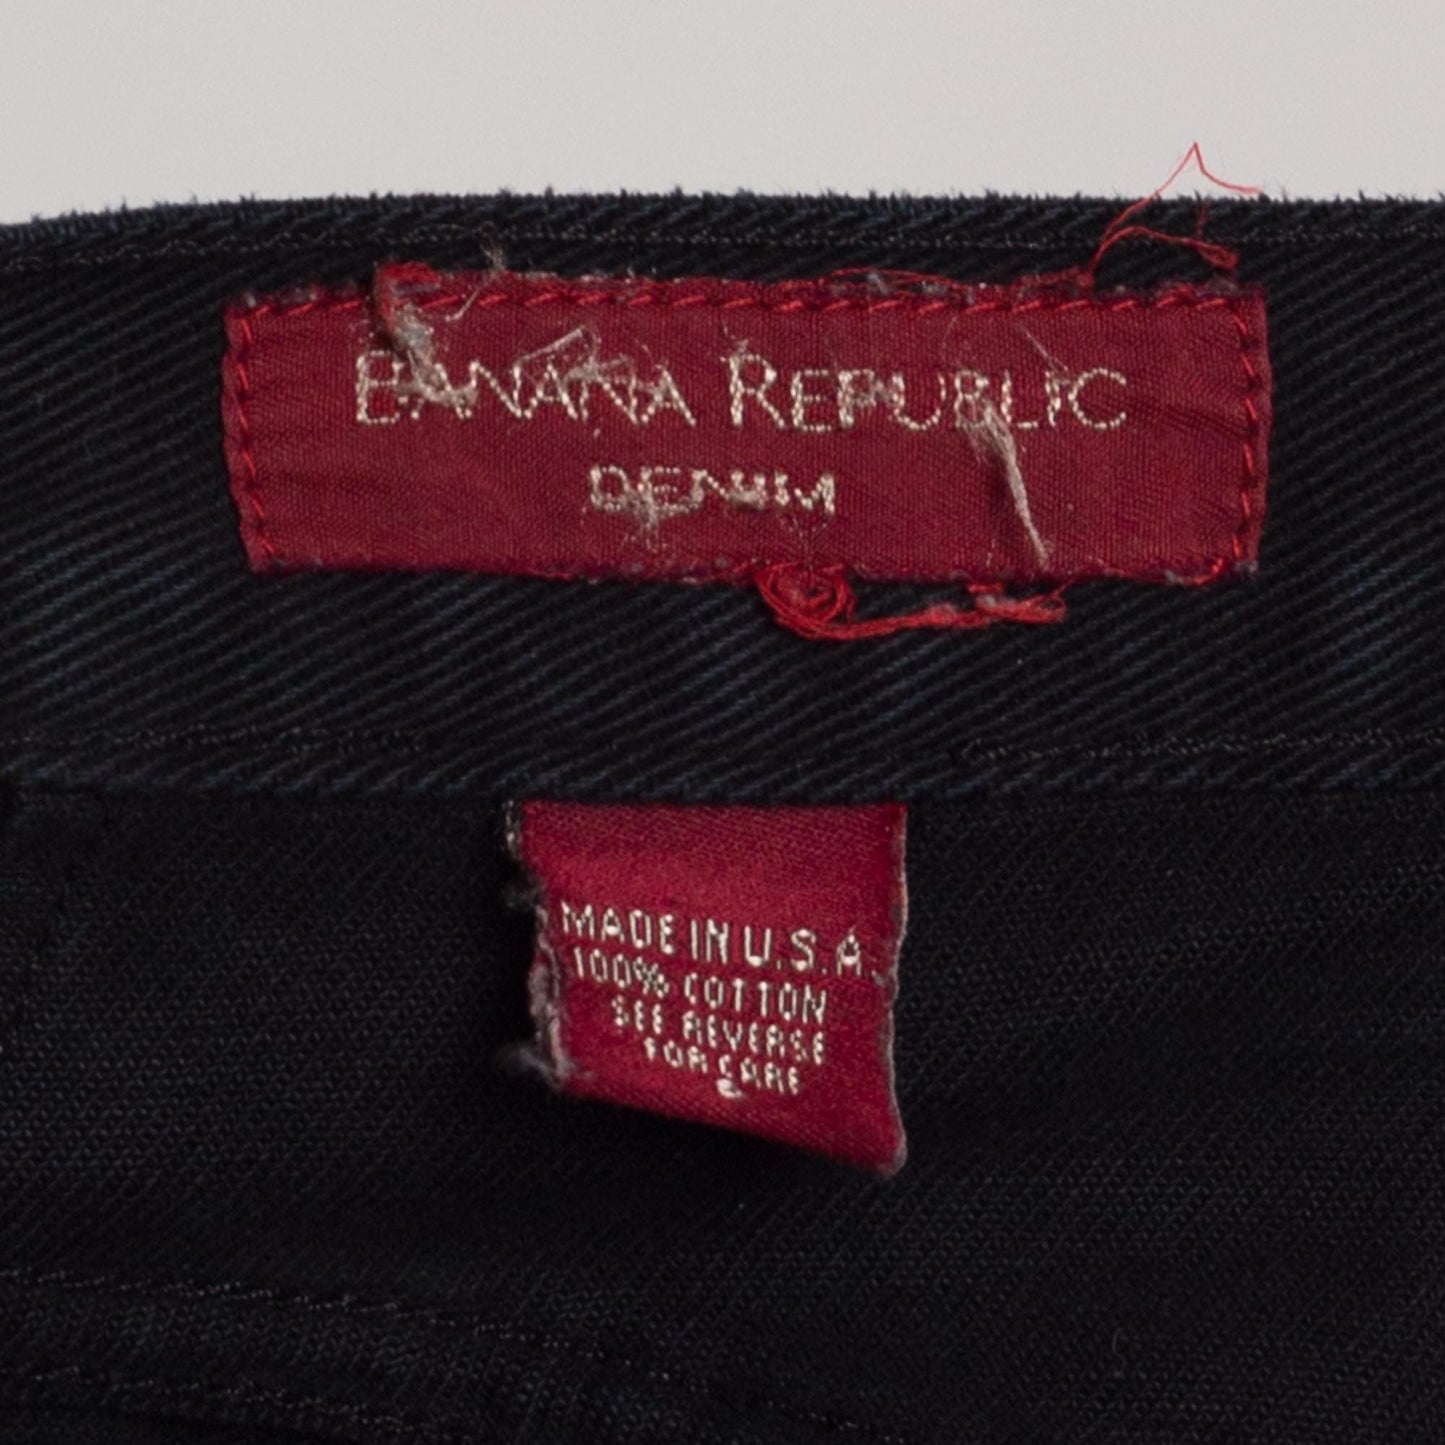 BANANA REPUBLIC
DENIM
MADE IN U.S.A.
100% COTTON
SEE REVERSE
FOR CARE